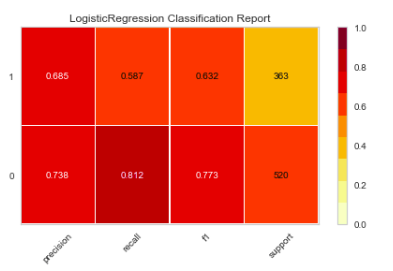 LogisticRegression Classification Report
1.0
1 0.685 0.587 0.632 363
0.8
0.6
0.4
0 0.738 0.812 0.773 520
0.2
0.0
precision recall f1 support